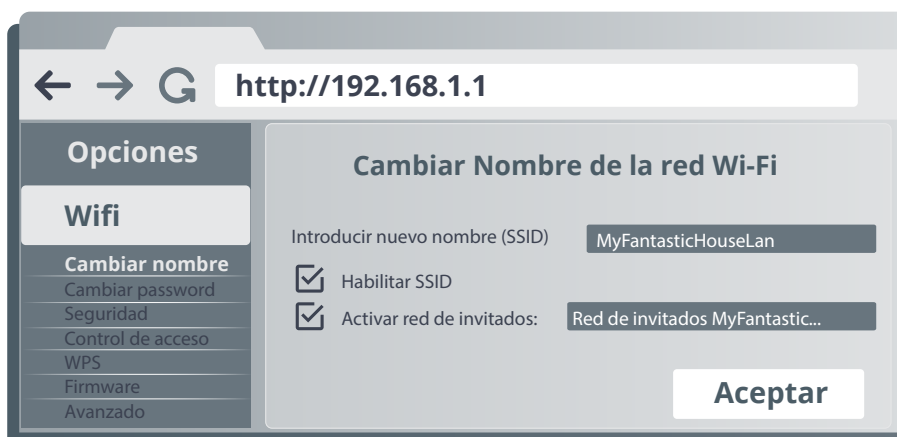 http://192.168.1.1
Opciones
Wifi
Cambiar nombre
Cambiar password
Seguridad
Control de acceso
WPS
Firmware
Avanzado
Cambiar Nombre de la red Wi-Fi
Introducir nuevo nombre (SSID)
MyFantasticHouseLan
Habilitar SSID
Activar red de invitados:
Red de invitados MyFantastic...
Aceptar